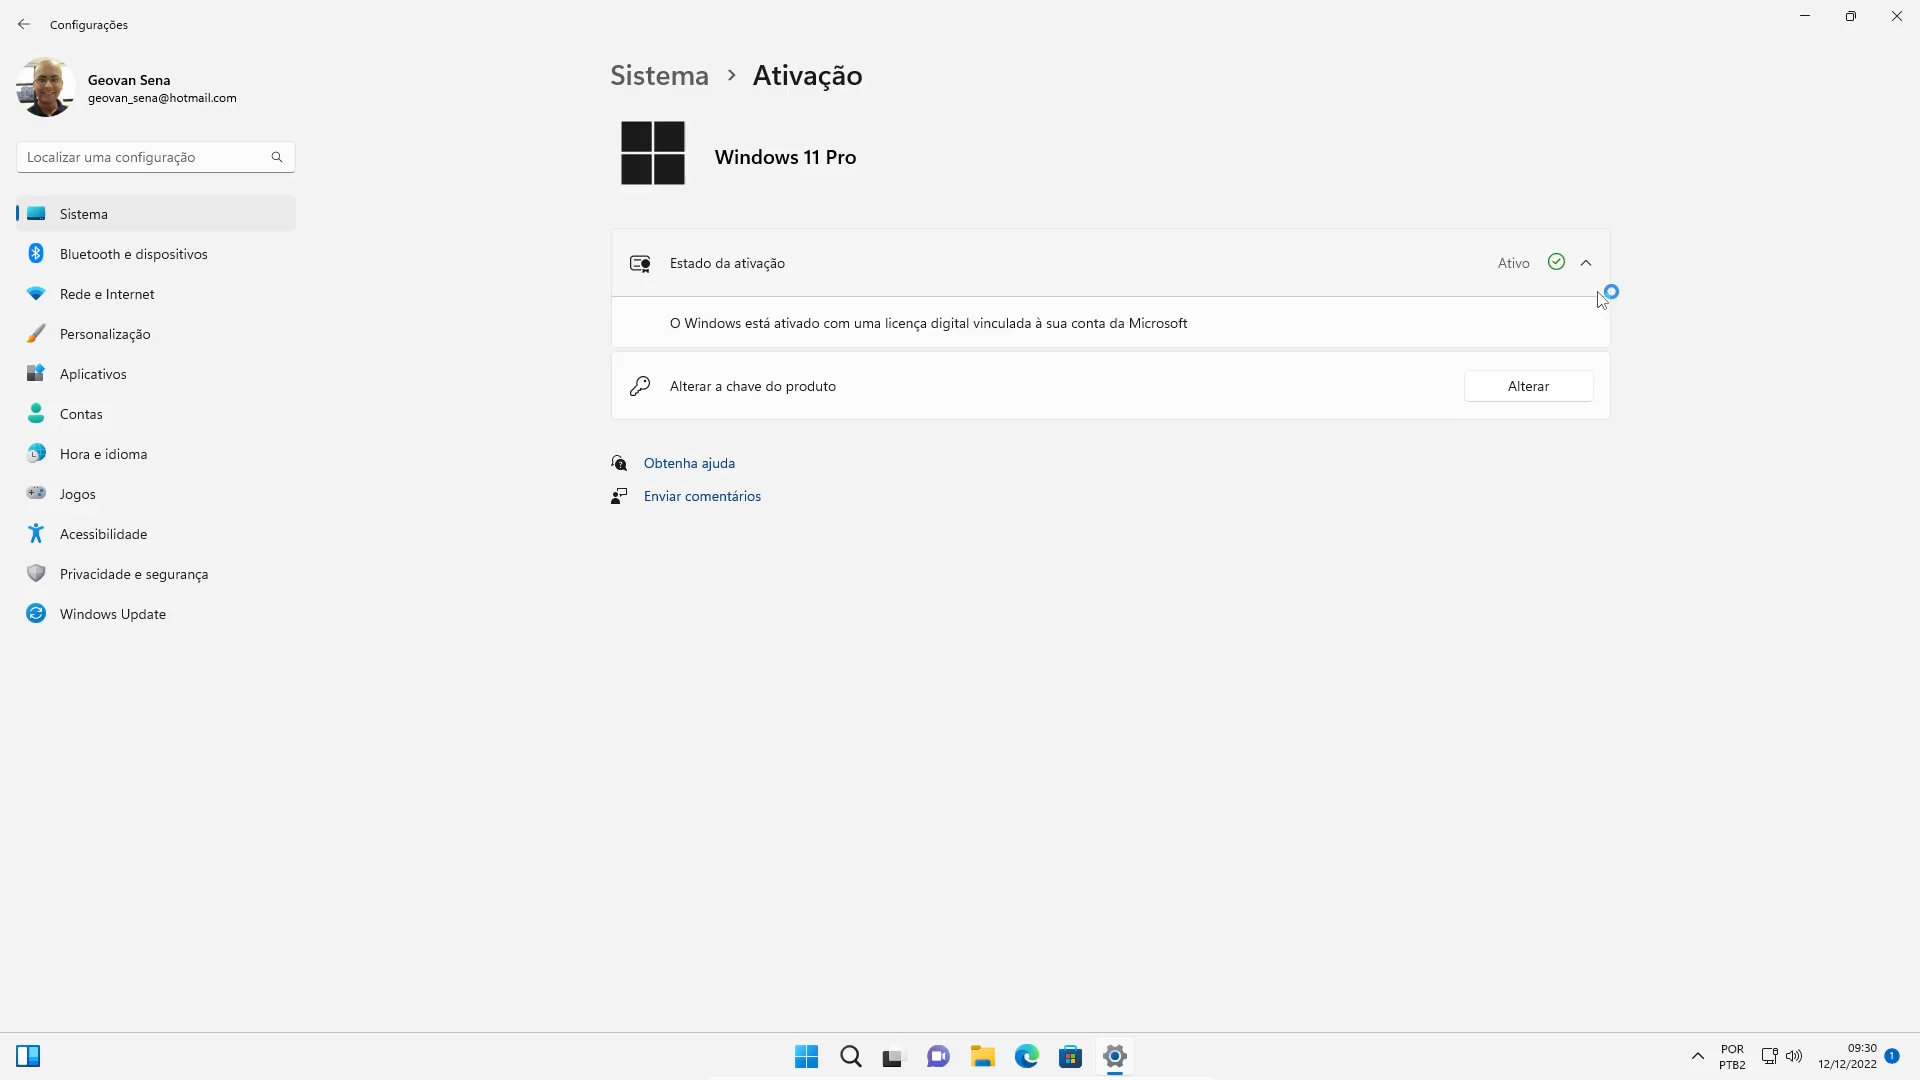 Configurações
Geovan Sena
geovan_sena@hotmail.com
Localizar uma configuração
Sistema
Bluetooth e dispositivos
Rede e Internet
Personalização
Aplicativos
Contas
Hora e idioma
Jogos
Acessibilidade
Privacidade e segurança
Windows Update
Sistema > Ativação
Windows 11 Pro
Estado da ativação
Ativo
O Windows está ativado com uma licença digital vinculada à sua conta da Microsoft
Alterar a chave do produto
Alterar
Obtenha ajuda
Enviar comentários
POR
PTB2
09:30
12/12/2022
1